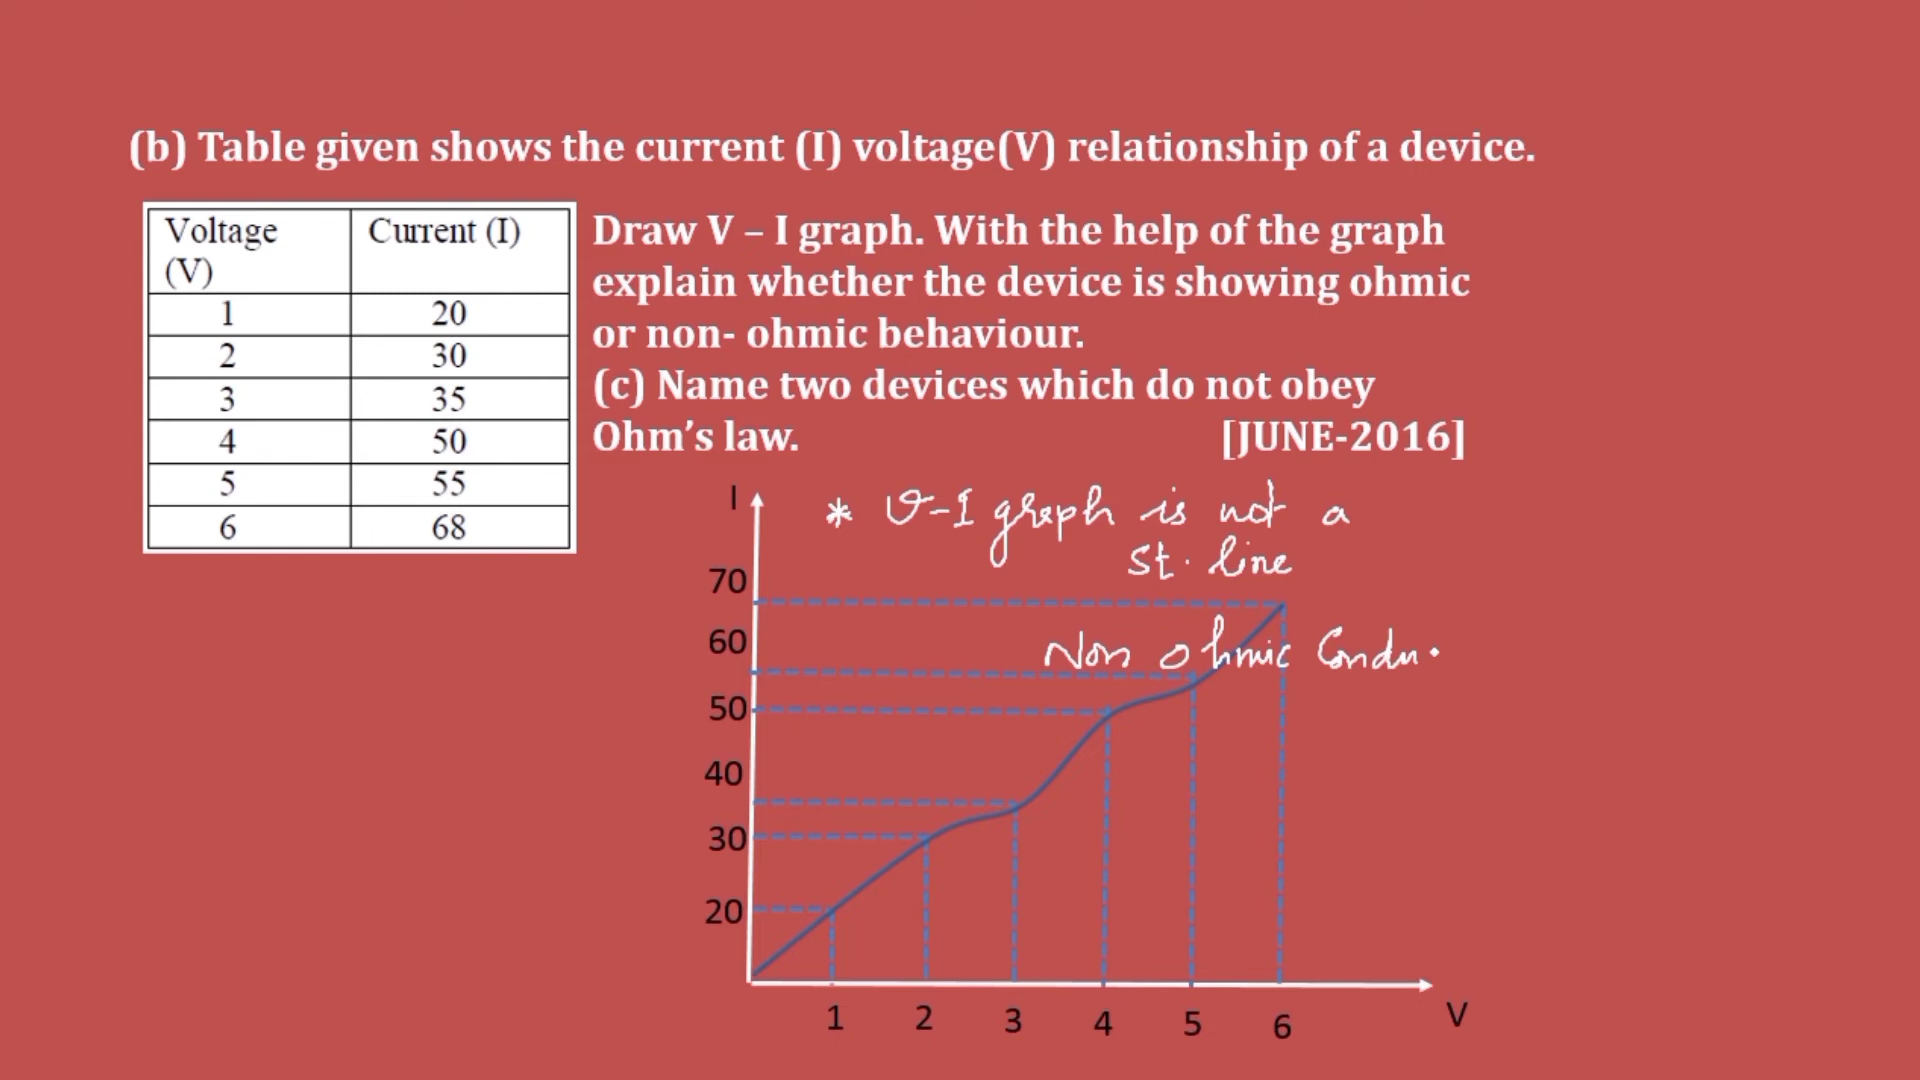 (b) Table given shows the current (I) voltage(V) relationship of a device.
Voltage (V) Current (I)
1 20
2 30
3 35
4 50
5 55
6 68
Draw V – I graph. With the help of the graph
explain whether the device is showing ohmic
or non- ohmic behaviour.
(c) Name two devices which do not obey
Ohm's law. [JUNE-2016]
I
* V-I graph is not a
st. line
Non ohmic Condu.
70
60
50
40
30
20
1 2 3 4 5 6 V